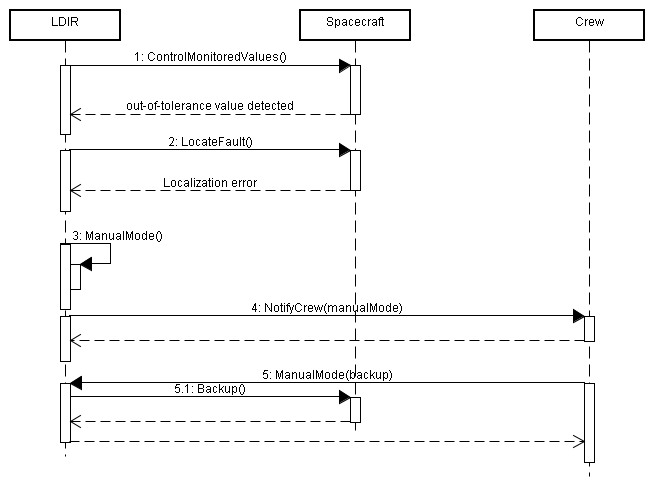 LDIR
Spacecraft
Crew
1: ControlMonitoredValues()
out-of-tolerance value detected
2: LocateFault()
Localization error
3: ManualMode()
4: NotifyCrew(manualMode)
5: ManualMode(backup)
5.1: Backup()